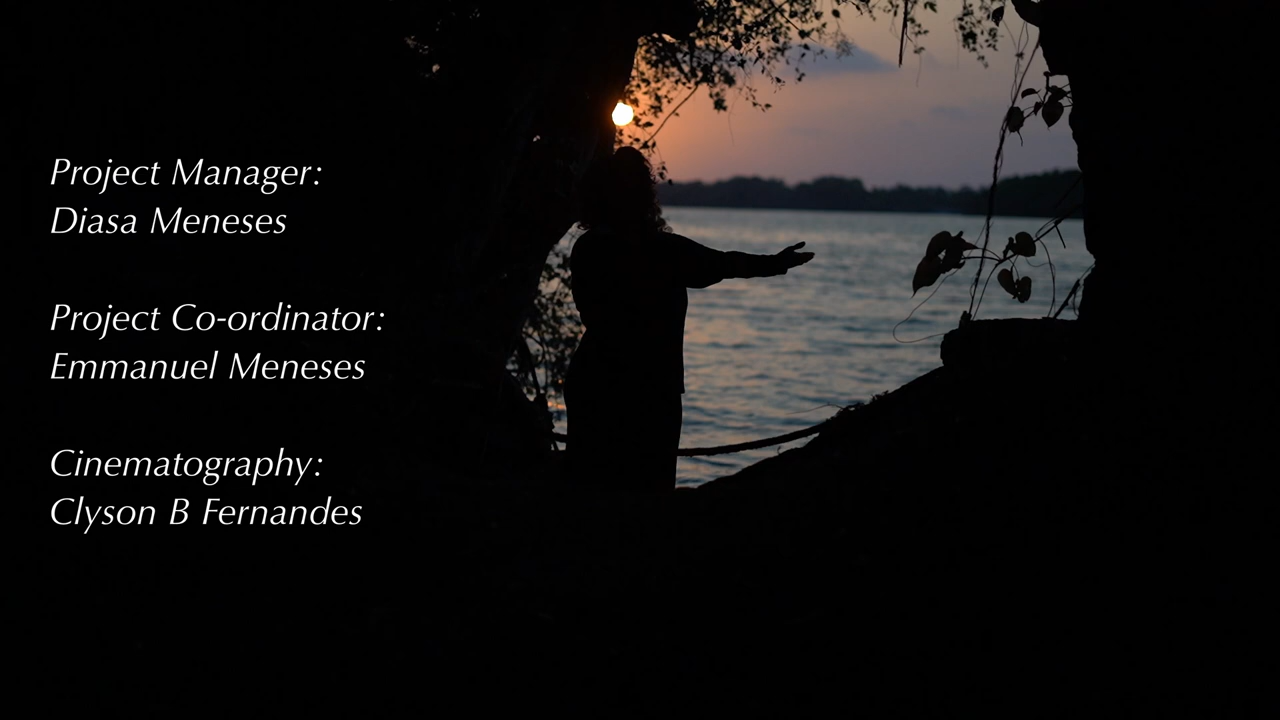 Project Manager:
Diasa Meneses
Project Co-ordinator:
Emmanuel Meneses
Cinematography:
Clyson B Fernandes